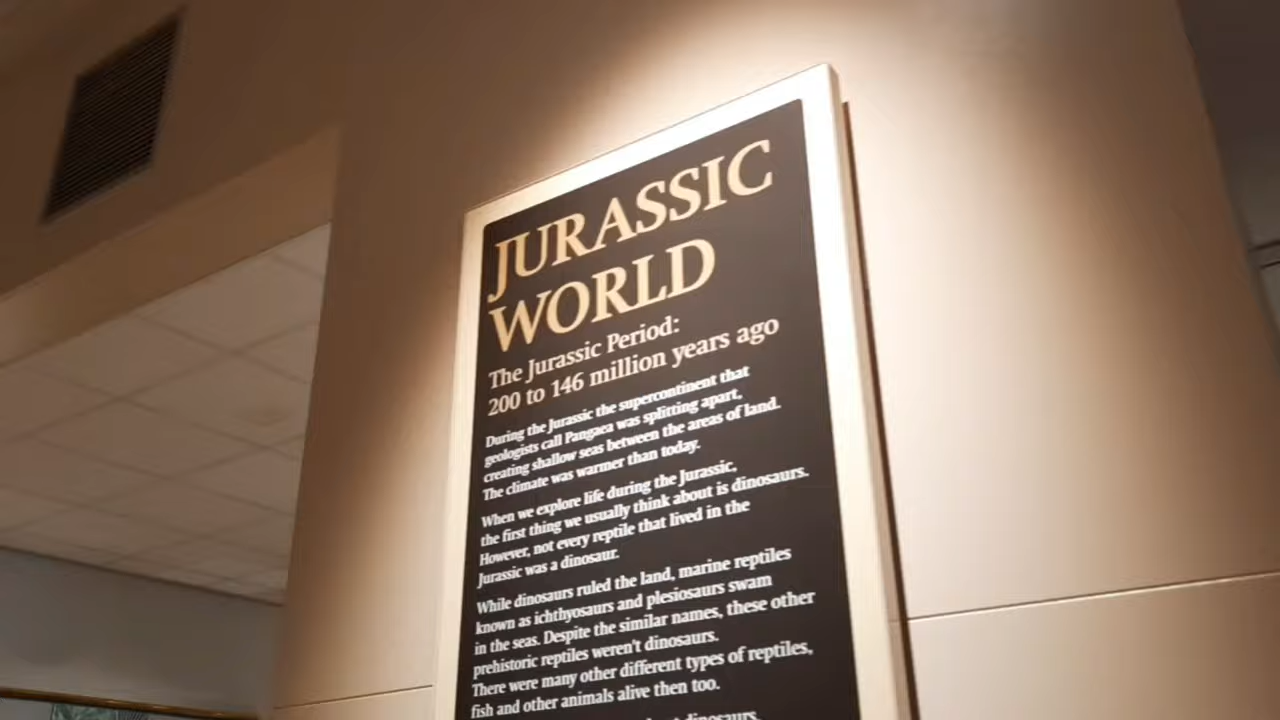 JURASSIC
WORLD
The Jurassic Period:
200 to 146 million years ago
During the Jurassic the supercontinent that
geologists call Pangaea was splitting apart,
creating shallow seas between the areas of land.
The climate was warmer than today.
When we explore life during the Jurassic,
the first thing we usually think about is dinosaurs.
However, not every reptile that lived in the
Jurassic was a dinosaur.
While dinosaurs ruled the land, marine reptiles
known as ichthyosaurs and plesiosaurs swam
in the seas. Despite the similar names, these other
prehistoric reptiles weren't dinosaurs.
There were many other different types of reptiles,
fish and other animals alive then too.
dinosaurs.